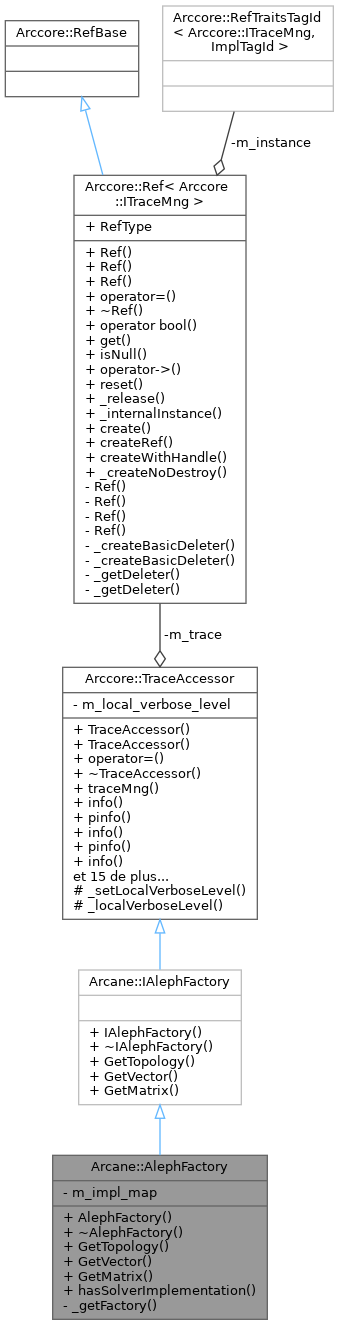 Arccore::RefBase
Arccore::RefTraitsTagId
< Arccore::ITraceMng,
ImplTagId >
-m_instance
Arccore::Ref< Arccore
::ITraceMng >
+ RefType
+ Ref()
+ Ref()
+ Ref()
+ operator=()
+ ~Ref()
+ operator bool()
+ get()
+ isNull()
+ operator->()
+ reset()
+ _release()
+ _internalInstance()
+ create()
+ createRef()
+ createWithHandle()
+ _createNoDestroy()
- Ref()
- Ref()
- Ref()
- Ref()
- _createBasicDeleter()
- _createBasicDeleter()
- _getDeleter()
- _getDeleter()
-m_trace
Arccore::TraceAccessor
- m_local_verbose_level
+ TraceAccessor()
+ TraceAccessor()
+ operator=()
+ ~TraceAccessor()
+ traceMng()
+ info()
+ pinfo()
+ info()
+ pinfo()
+ info()
et 15 de plus...
# _setLocalVerboseLevel()
# _localVerboseLevel()
Arcane::IAlephFactory
+ IAlephFactory()
+ ~IAlephFactory()
+ GetTopology()
+ GetVector()
+ GetMatrix()
Arcane::AlephFactory
- m_impl_map
+ AlephFactory()
+ ~AlephFactory()
+ GetTopology()
+ GetVector()
+ GetMatrix()
+ hasSolverImplementation()
- _getFactory()